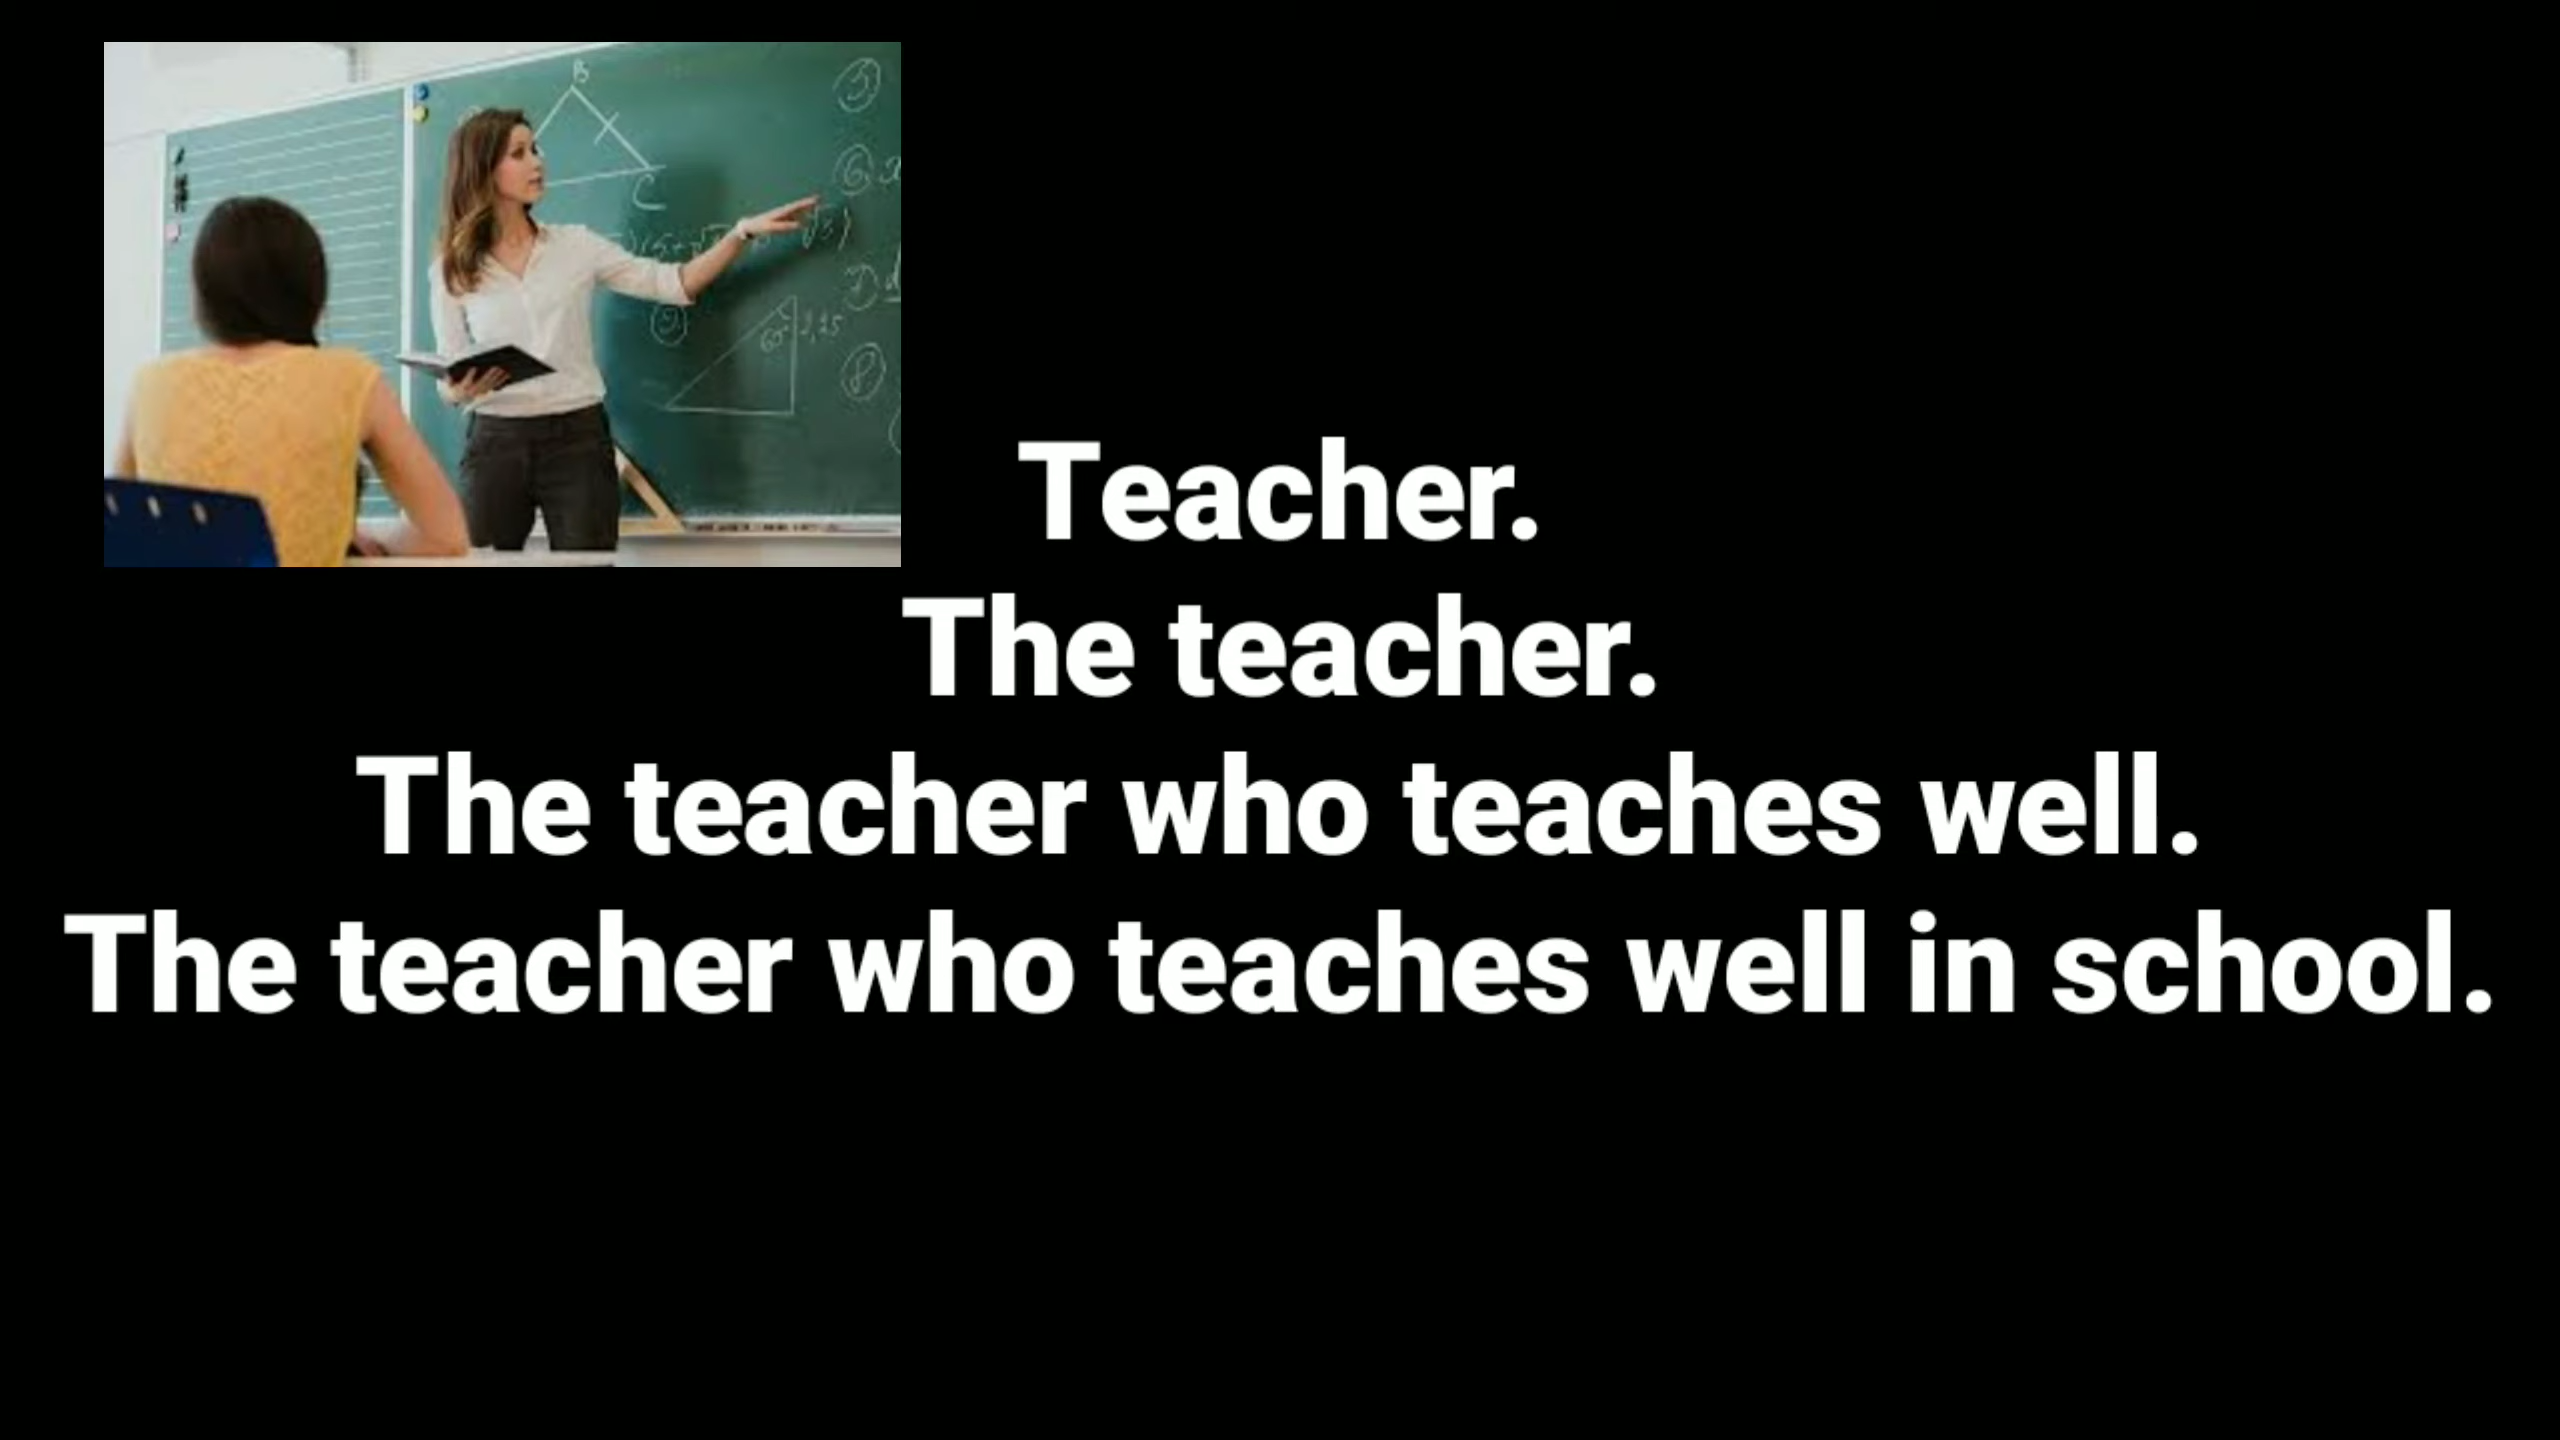 B
C
Teacher.
The teacher.
The teacher who teaches well.
The teacher who teaches well in school.